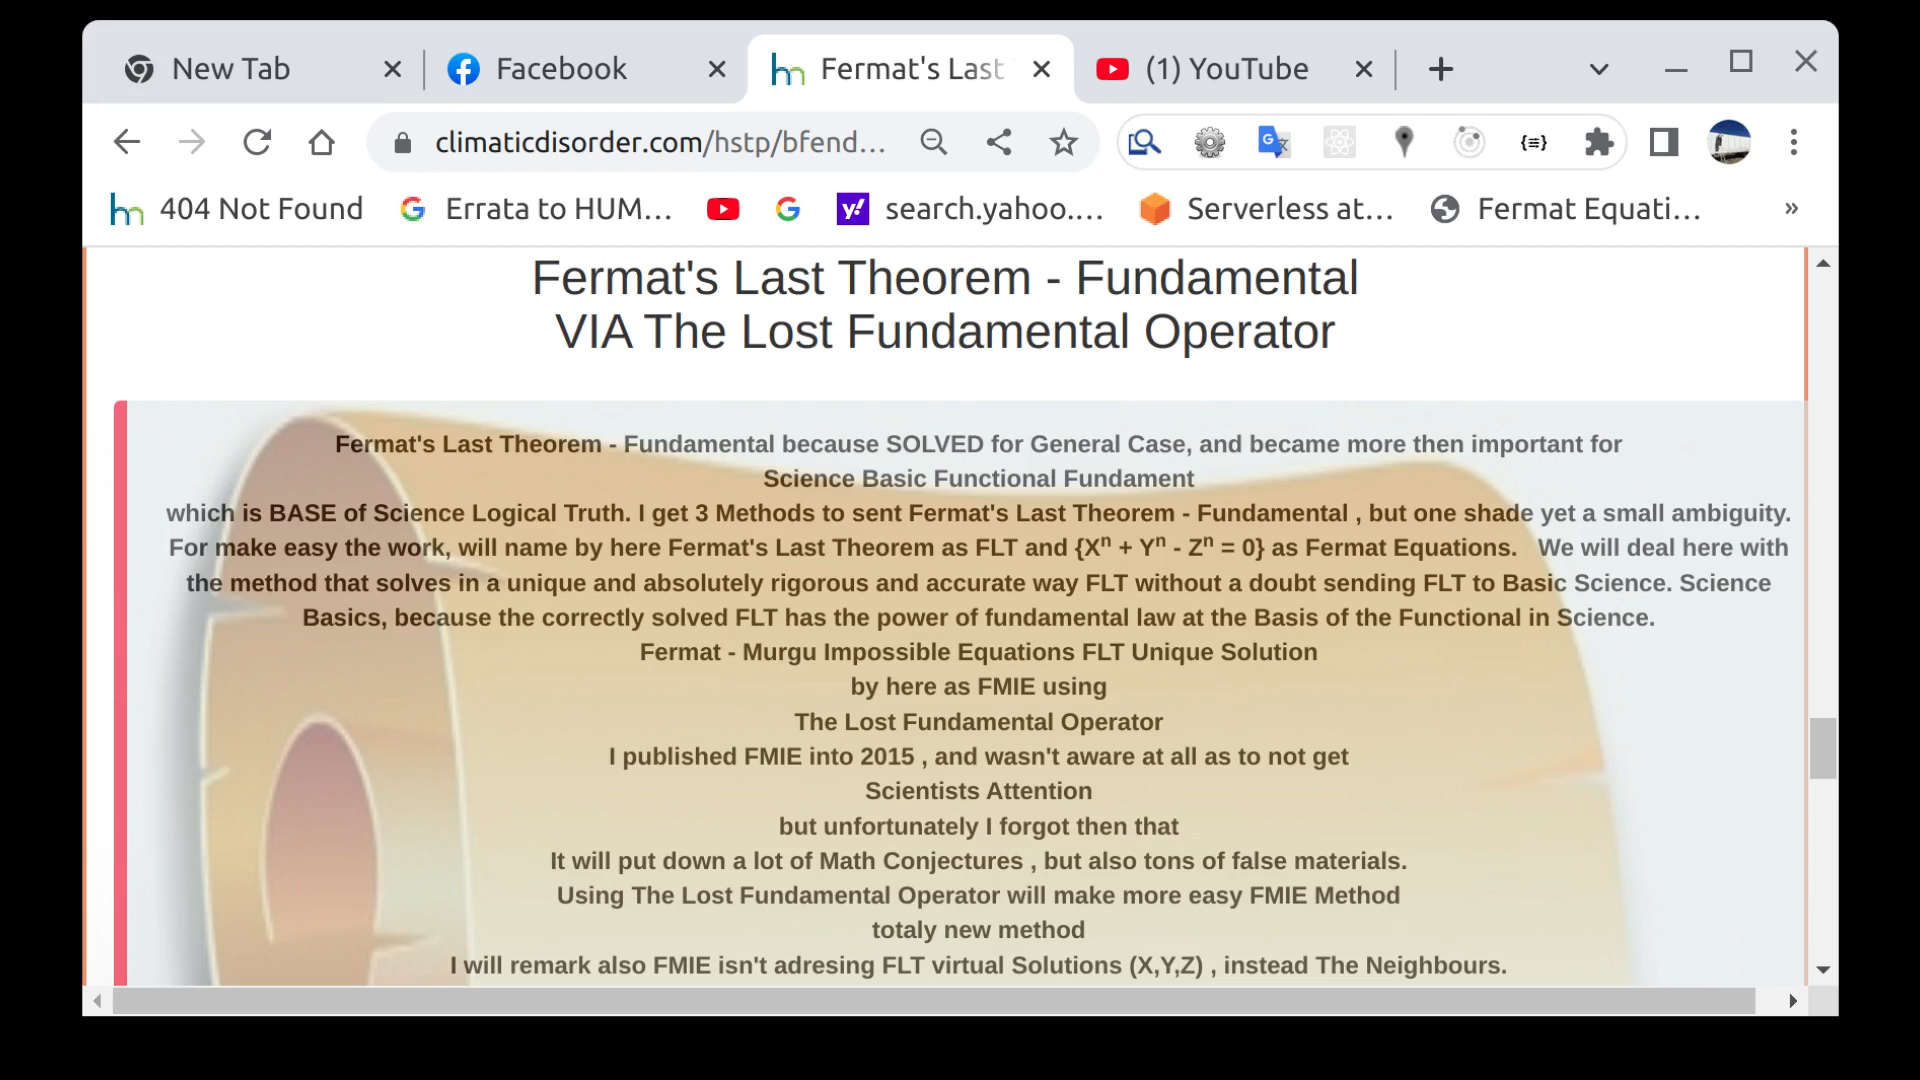 New Tab
Facebook
Fermat's Last
(1) YouTube
climaticdisorder.com/hstp/bfend...
404 Not Found
Errata to HUM...
search.yahoo....
Serverless at...
Fermat Equati...
Fermat's Last Theorem - Fundamental
VIA The Lost Fundamental Operator
Fermat's Last Theorem - Fundamental because SOLVED for General Case, and became more then important for
Science Basic Functional Fundament
which is BASE of Science Logical Truth. I get 3 Methods to sent Fermat's Last Theorem - Fundamental , but one shade yet a small ambiguity.
For make easy the work, will name by here Fermat's Last Theorem as FLT and {Xⁿ + Yⁿ - Zⁿ = 0} as Fermat Equations. We will deal here with
the method that solves in a unique and absolutely rigorous and accurate way FLT without a doubt sending FLT to Basic Science. Science
Basics, because the correctly solved FLT has the power of fundamental law at the Basis of the Functional in Science.
Fermat - Murgu Impossible Equations FLT Unique Solution
by here as FMIE using
The Lost Fundamental Operator
I published FMIE into 2015 , and wasn't aware at all as to not get
Scientists Attention
but unfortunately I forgot then that
It will put down a lot of Math Conjectures , but also tons of false materials.
Using The Lost Fundamental Operator will make more easy FMIE Method
totaly new method
I will remark also FMIE isn't adresing FLT virtual Solutions (X,Y,Z) , instead The Neighbours.